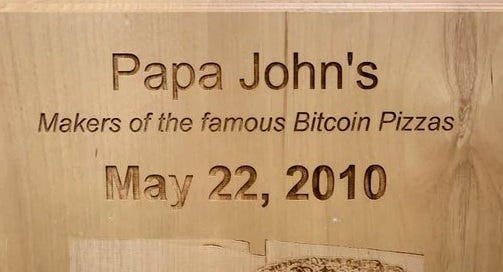 Papa John's
Makers of the famous Bitcoin Pizzas
May 22, 2010